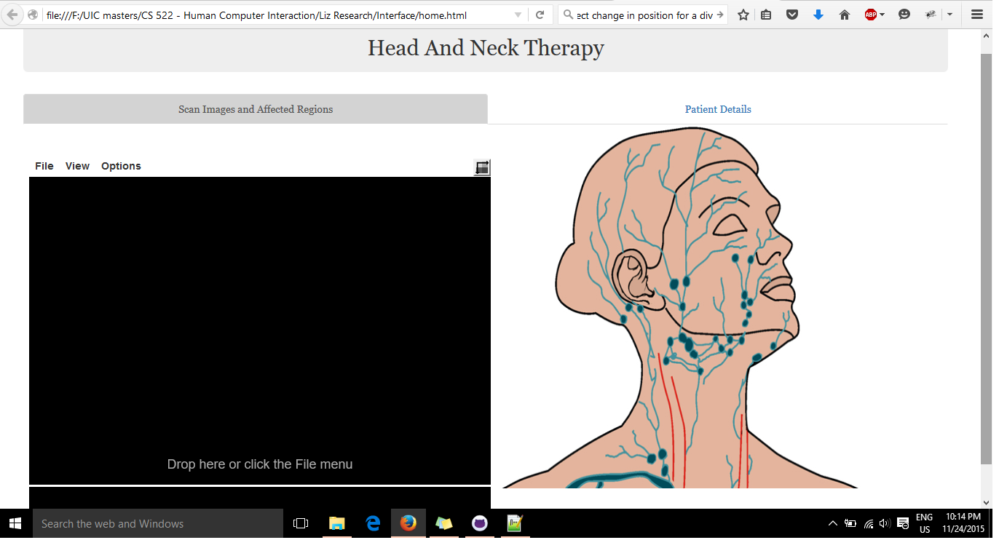 file:///F:/UIC masters/CS 522 - Human Computer Interaction/Liz Research/Interface/home.html
ect change in position for a div
ABP
Head And Neck Therapy
Scan Images and Affected Regions
Patient Details
File View Options
Drop here or click the File menu
Search the web and Windows
ENG
US
10:14 PM
11/24/2015